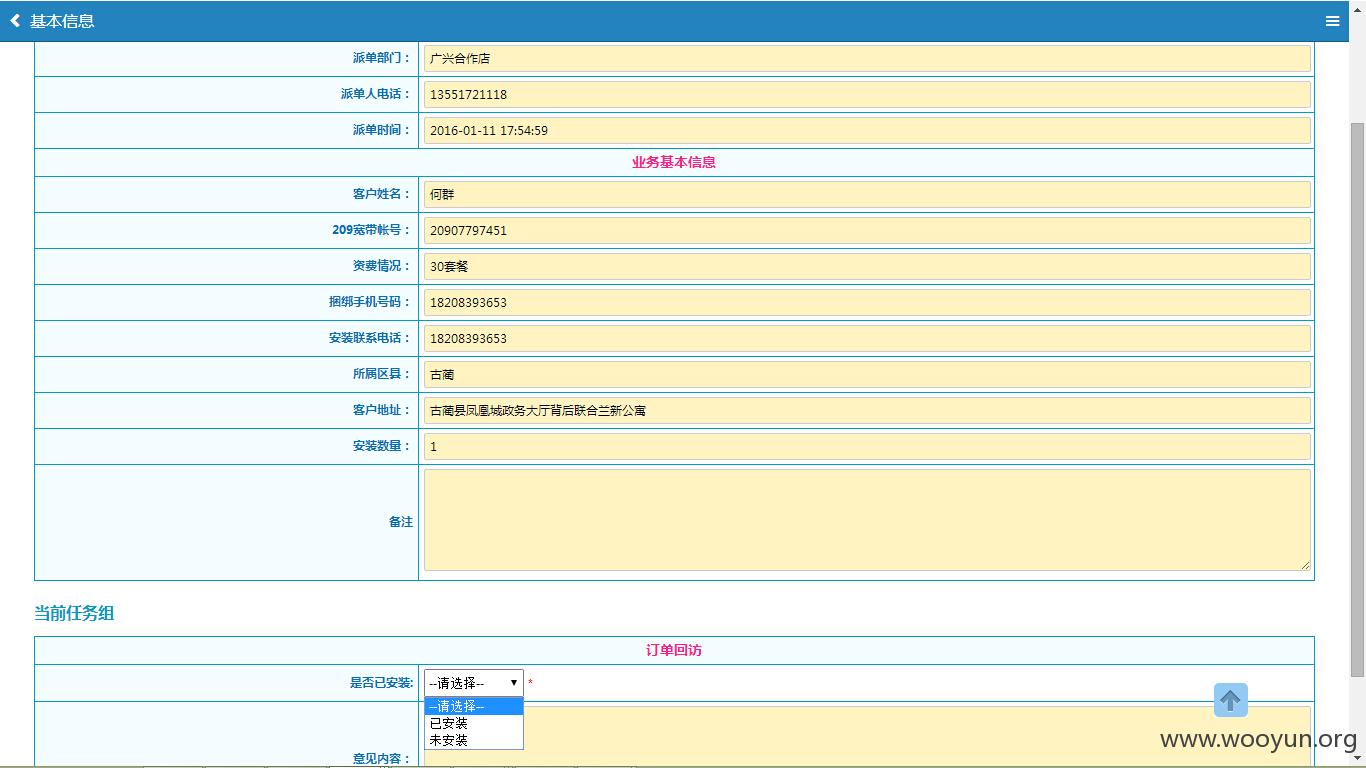 基本信息
派单部门： 广兴合作店
派单人电话： 13551721118
派单时间： 2016-01-11 17:54:59
业务基本信息
客户姓名： 何群
209宽带帐号： 20907797451
资费情况： 30套餐
捆绑手机号码： 18208393653
安装联系电话： 18208393653
所属区县： 古蔺
客户地址： 古蔺县凤凰城政务大厅背后联合兰新公寓
安装数量： 1
备注
当前任务组
订单回访
是否已安装: --请选择-- *
--请选择--
已安装
未安装
意见内容：
www.wooyun.org